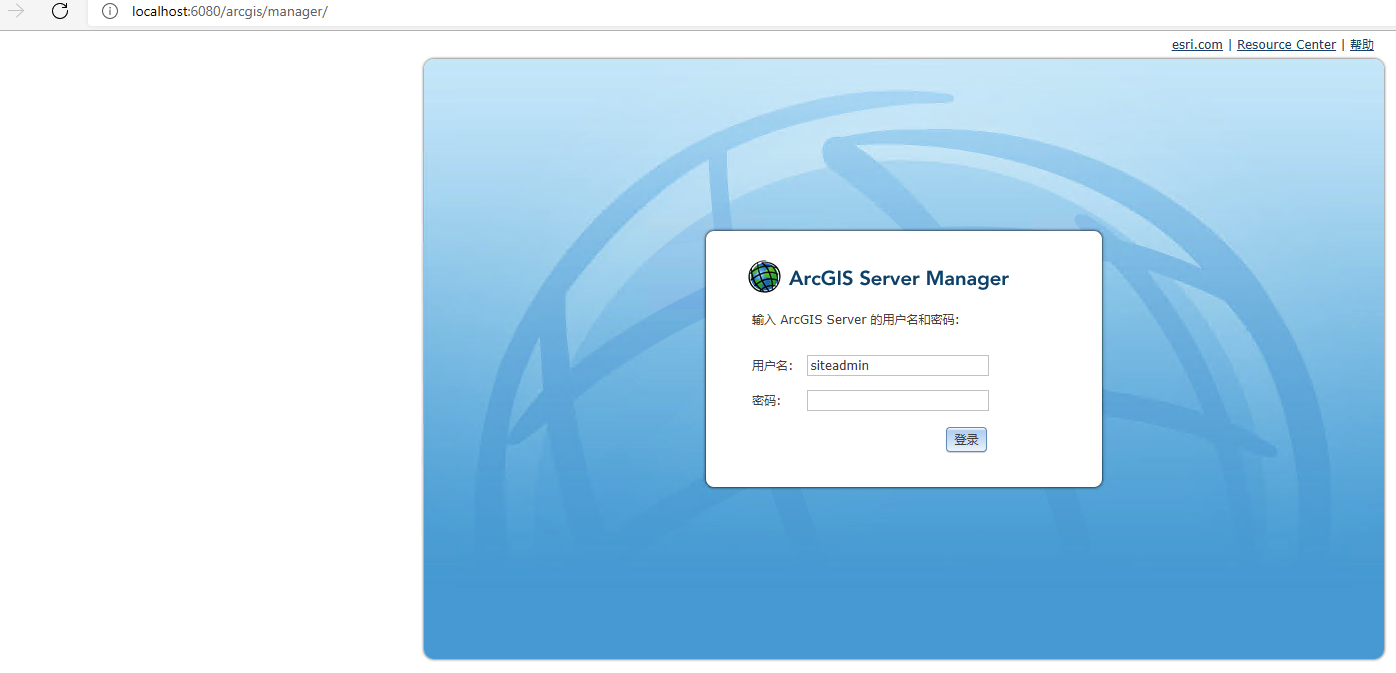 localhost:6080/arcgis/manager/
esri.com | Resource Center | 帮助
ArcGIS Server Manager
输入 ArcGIS Server 的用户名和密码:
用户名: siteadmin
密码:
登录